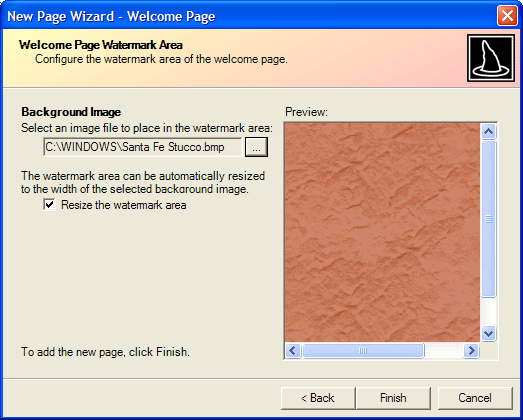 New Page Wizard - Welcome Page
Welcome Page Watermark Area
Configure the watermark area of the welcome page.
Background Image
Select an image file to place in the watermark area:
C:\WINDOWS\Santa Fe Stucco.bmp
...
The watermark area can be automatically resized
to the width of the selected background image.
Resize the watermark area
Preview:
To add the new page, click Finish.
< Back
Finish
Cancel